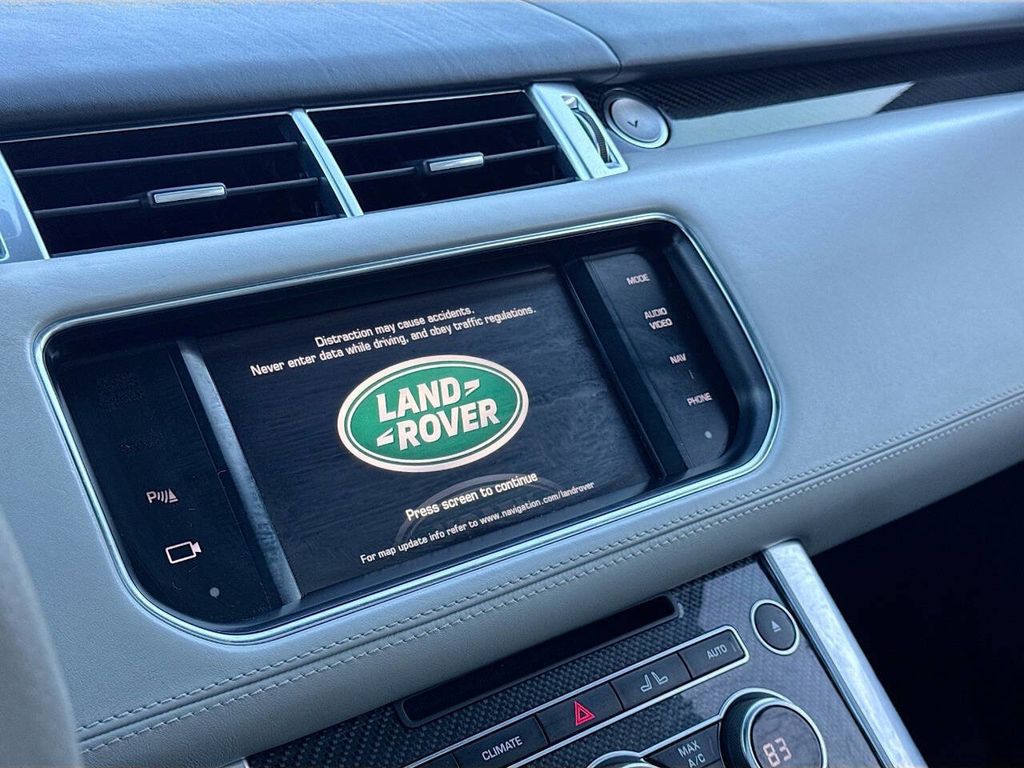 Distraction may cause accidents.
Never enter data while driving, and obey traffic regulations.
LAND
ROVER
Press screen to continue
For map update info refer to www.navigation.com/landrover
MODE
AUDIO
VIDEO
NAV
PHONE
P
AUTO
CLIMATE
MAX
A/C
83